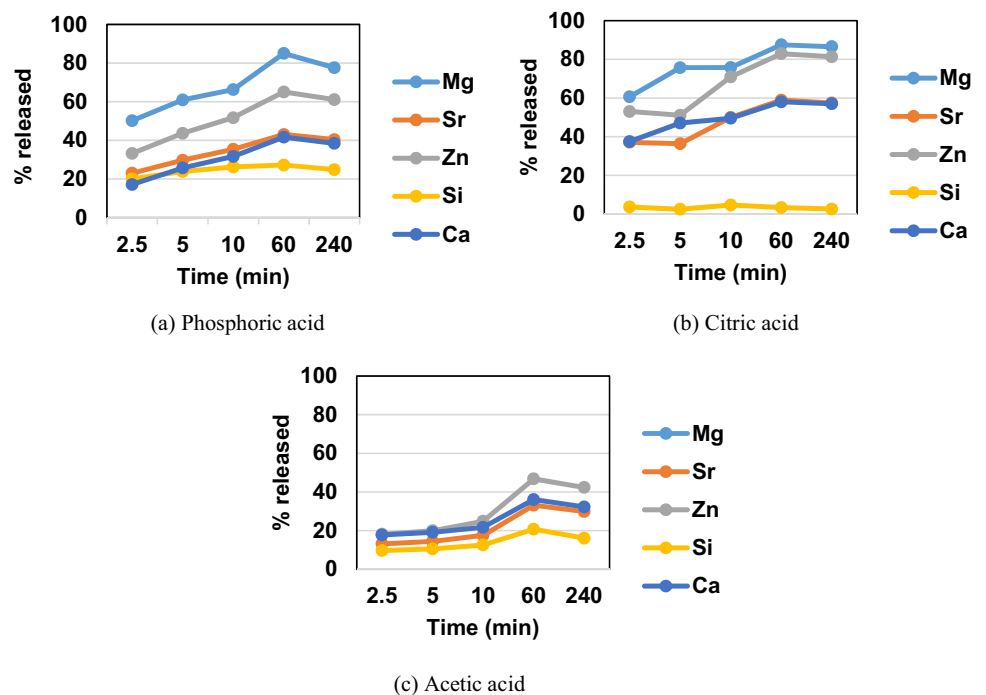 100
80
60
40
20
0
% released
2.5 5 10 60 240
Time (min)
Mg
Sr
Zn
Si
Ca
(a) Phosphoric acid
100
80
60
40
20
0
% released
2.5 5 10 60 240
Time (min)
Mg
Sr
Zn
Si
Ca
(b) Citric acid
100
80
60
40
20
0
% released
2.5 5 10 60 240
Time (min)
Mg
Sr
Zn
Si
Ca
(c) Acetic acid